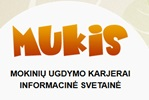 MUKIS
MOKINIŲ UGDYMO KARJERAI
INFORMACINĖ SVETAINĖ